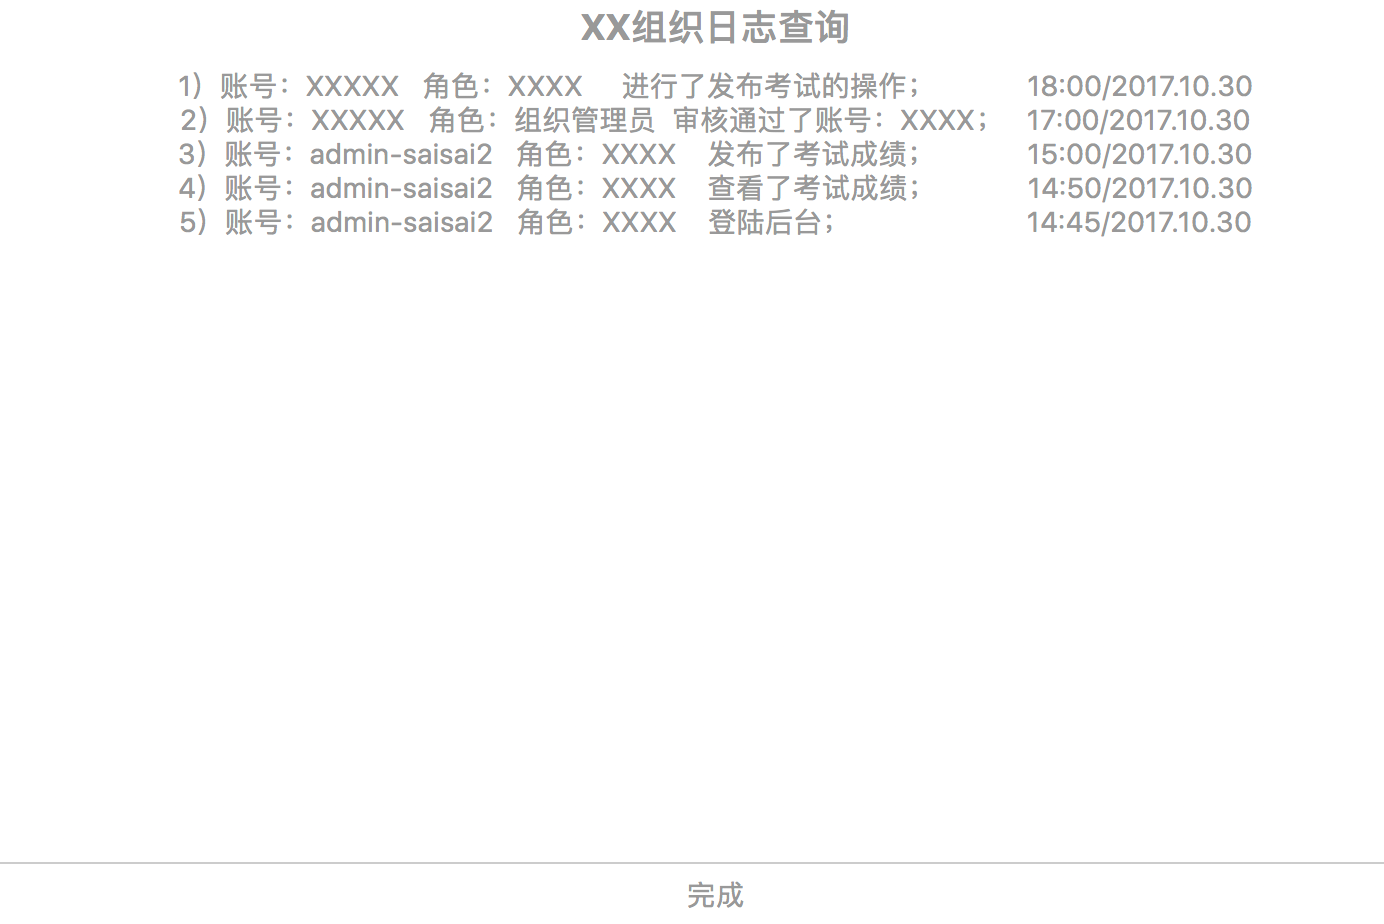 XX组织日志查询
1）账号：XXXXX 角色：XXXX 进行了发布考试的操作； 18:00/2017.10.30
2）账号：XXXXX 角色：组织管理员 审核通过了账号：XXXX； 17:00/2017.10.30
3）账号：admin-saisai2 角色：XXXX 发布了考试成绩； 15:00/2017.10.30
4）账号：admin-saisai2 角色：XXXX 查看了考试成绩； 14:50/2017.10.30
5）账号：admin-saisai2 角色：XXXX 登陆后台； 14:45/2017.10.30
完成